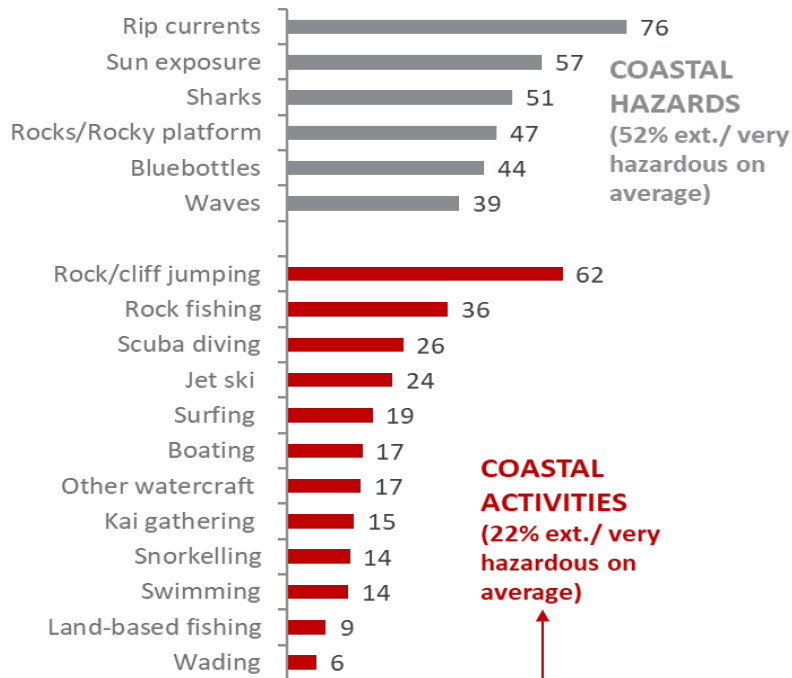 Rip currents 76
Sun exposure 57
COASTAL
Sharks 51
HAZARDS
Rocks/Rocky platform 47
(52% ext./ very
Bluebottles 44
hazardous on
Waves 39
average)
Rock/cliff jumping 62
Rock fishing 36
Scuba diving 26
Jet ski 24
Surfing 19
Boating 17
COASTAL
Other watercraft 17
ACTIVITIES
Kai gathering 15
(22% ext./ very
Snorkelling 14
hazardous on
Swimming 14
average)
Land-based fishing 9
Wading 6